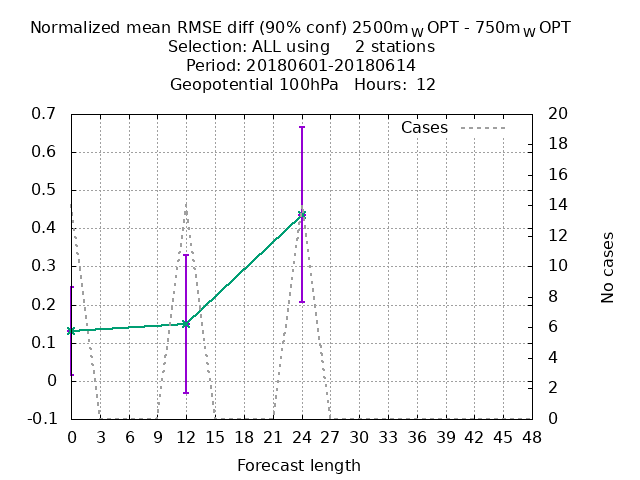 Normalized mean RMSE diff (90% conf) 2500m W OPT - 750m W OPT
Selection: ALL using 2 stations
Period: 20180601-20180614
Geopotential 100hPa Hours: 12
Cases
0.7
0.6
0.5
0.4
0.3
0.2
0.1
0
-0.1
20
18
16
14
12
10
8
6
4
2
0
No cases
0 3 6 9 12 15 18 21 24 27 30 33 36 39 42 45 48
Forecast length